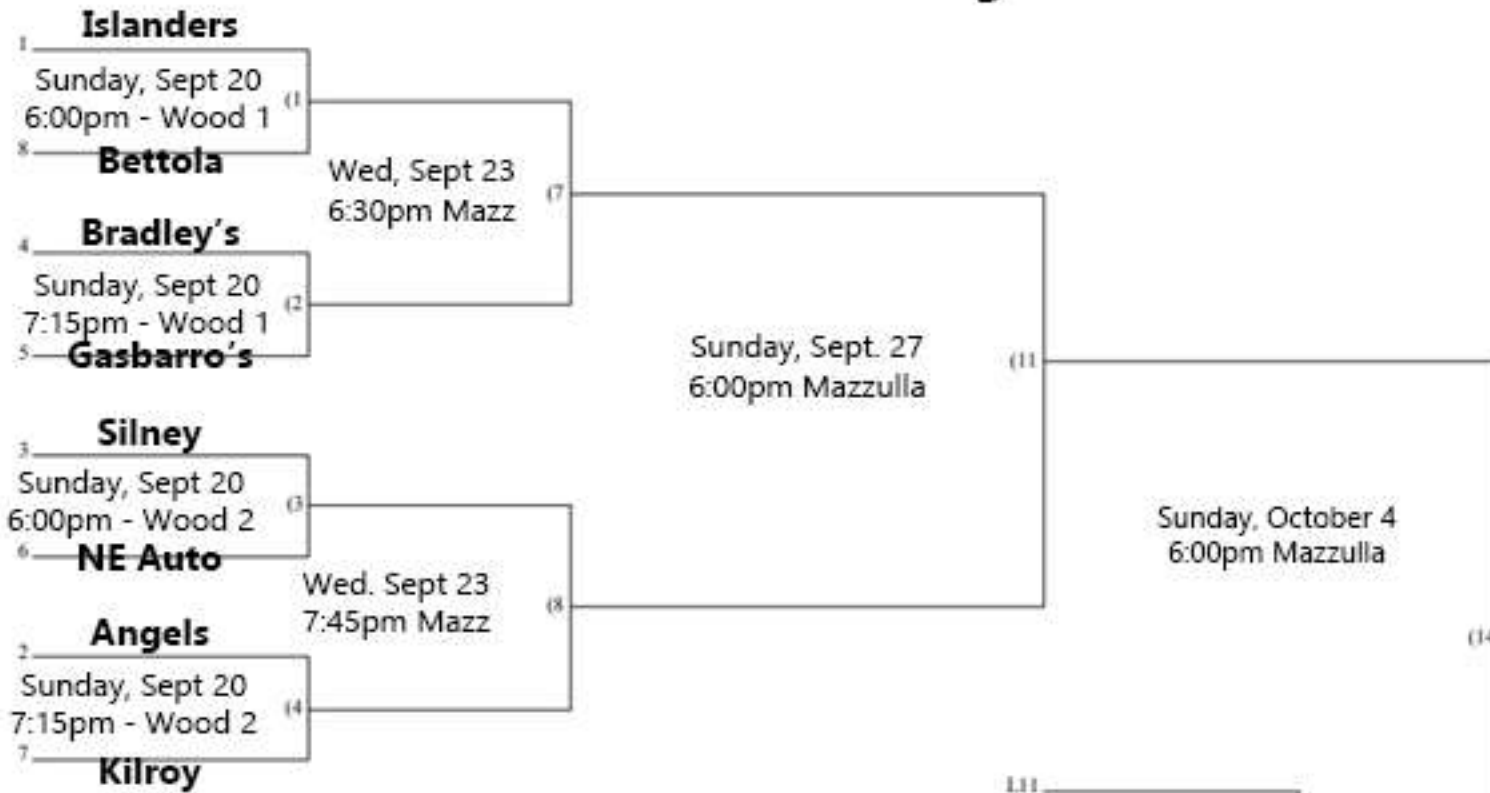 1 Islanders
Sunday, Sept 20
6:00pm - Wood 1
(1
8 Bettola
Wed, Sept 23
6:30pm Mazz
(7
4 Bradley´s
Sunday, Sept 20
7:15pm - Wood 1
(2
5 Gasbarro´s
Sunday, Sept. 27
6:00pm Mazzulla
(11
3 Silney
Sunday, Sept 20
6:00pm - Wood 2
(3
6 NE Auto
Wed. Sept 23
7:45pm Mazz
(8
Sunday, October 4
6:00pm Mazzulla
(14
2 Angels
Sunday, Sept 20
7:15pm - Wood 2
(4
7 Kilroy
L11